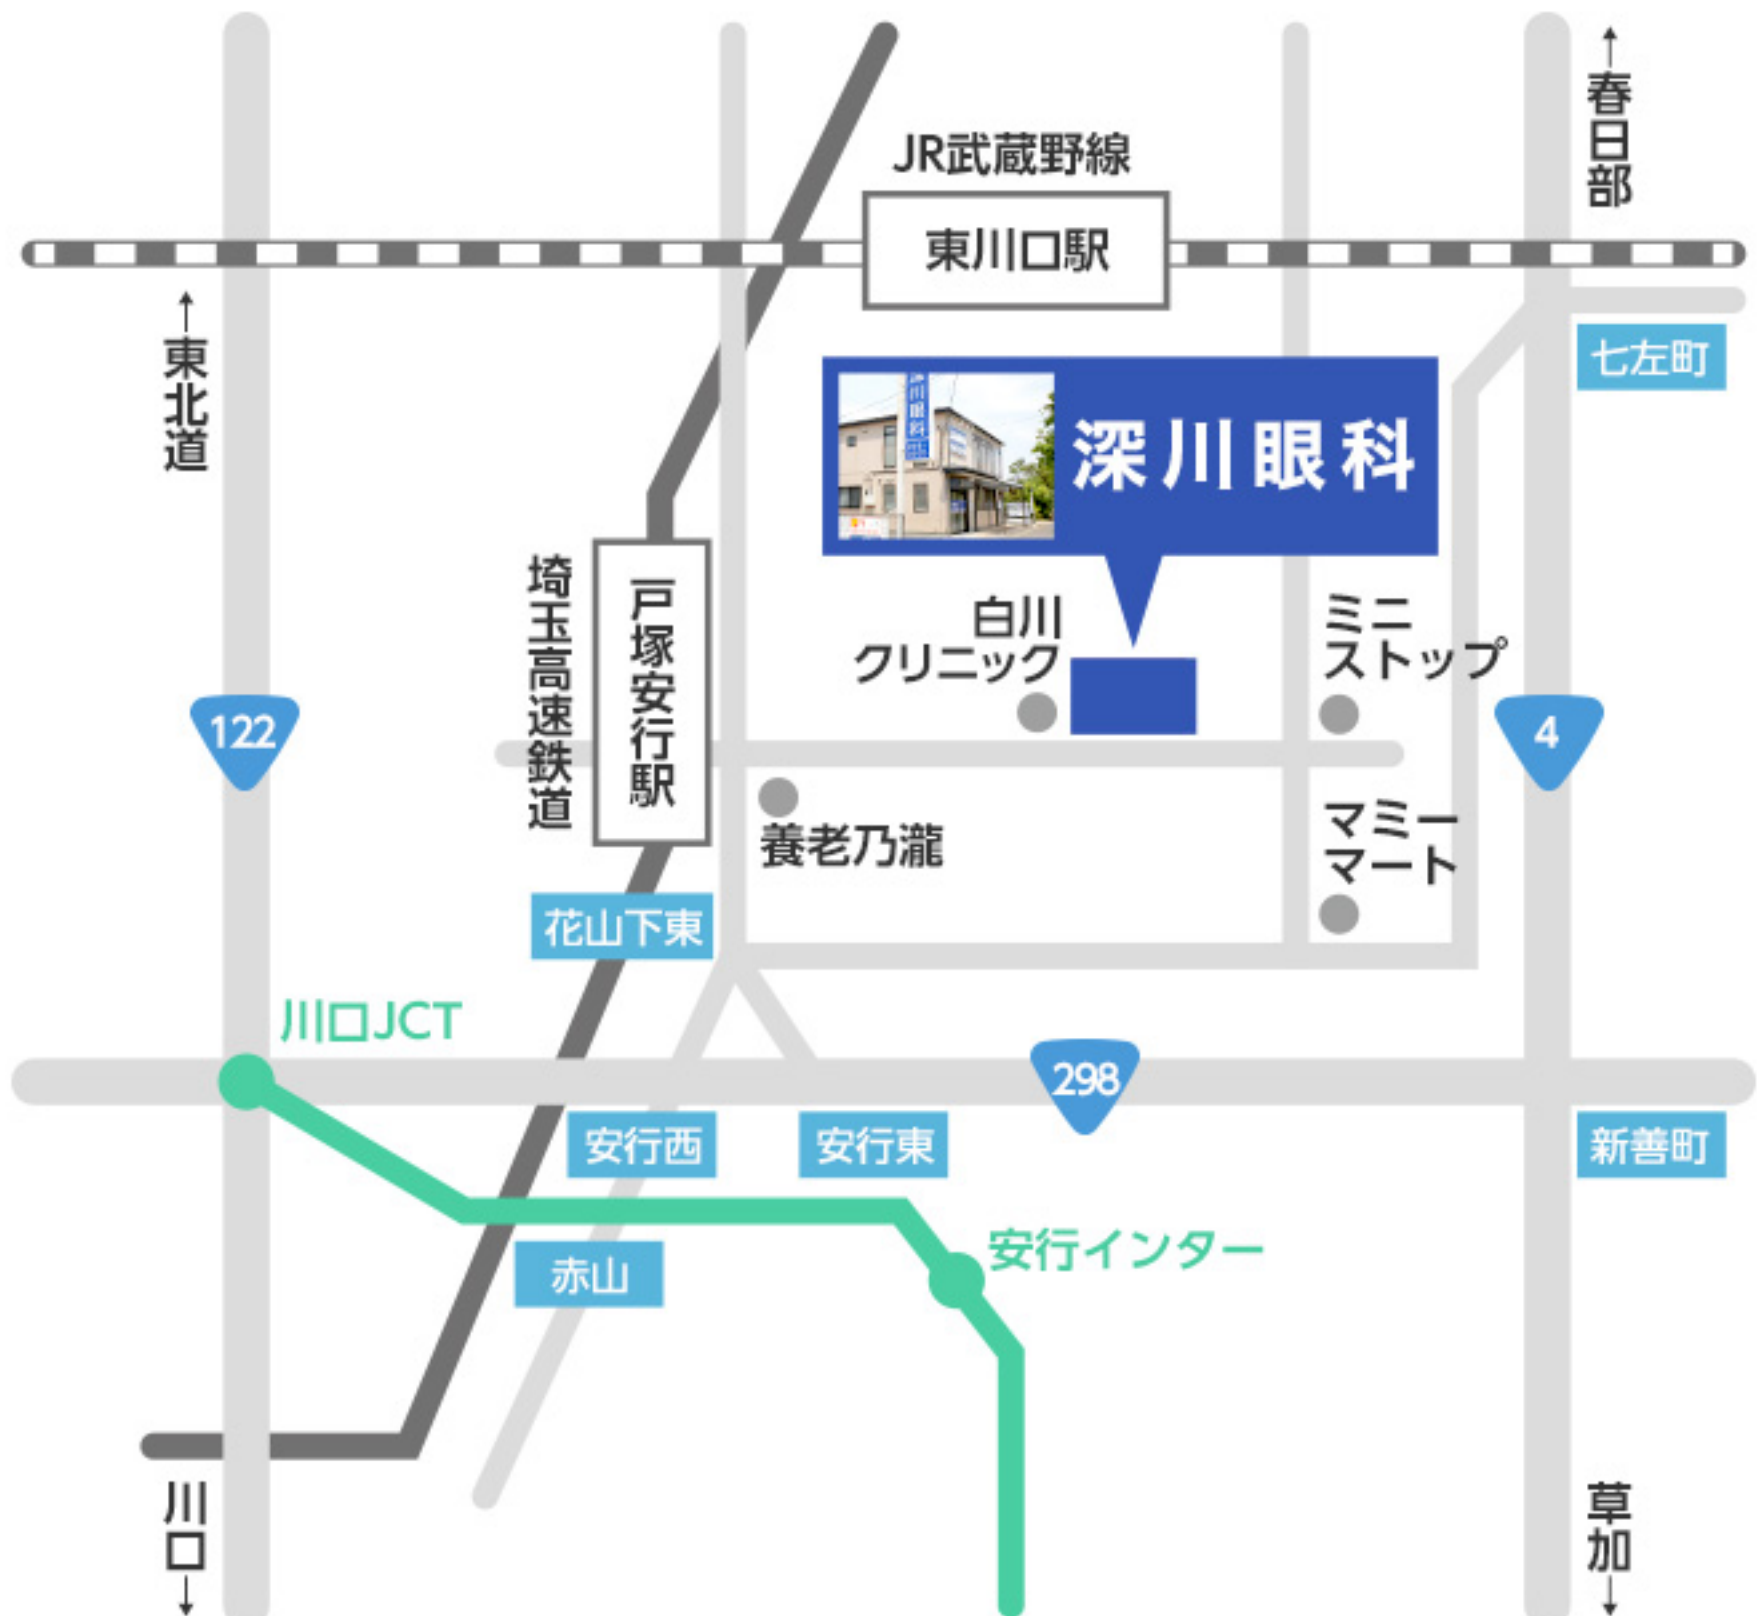 春日部
JR武蔵野線
東川口駅
東北道
七左町
深川眼科
深川眼科
埼玉高速鉄道
戸塚安行駅
白川
クリニック
ミニ
ストップ
122
4
養老乃瀧
マミー
マート
花山下東
川口JCT
298
安行西
安行東
新善町
安行インター
赤山
川口
草加